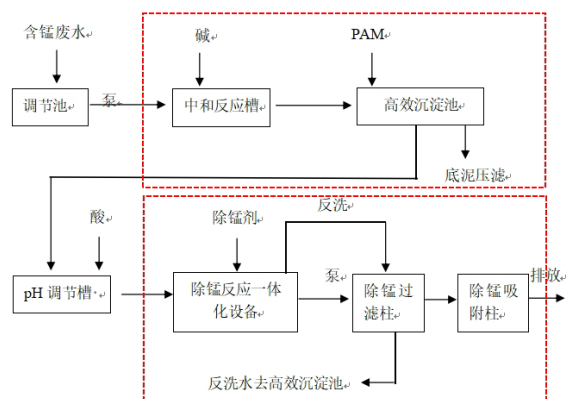 含锰废水
碱
PAM
调节池
泵
中和反应槽
高效沉淀池
底泥压滤
酸
除锰剂
反洗
pH 调节槽
除锰反应一体
化设备
泵
除锰过
滤柱
除锰吸
附柱
排放
反洗水去高效沉淀池